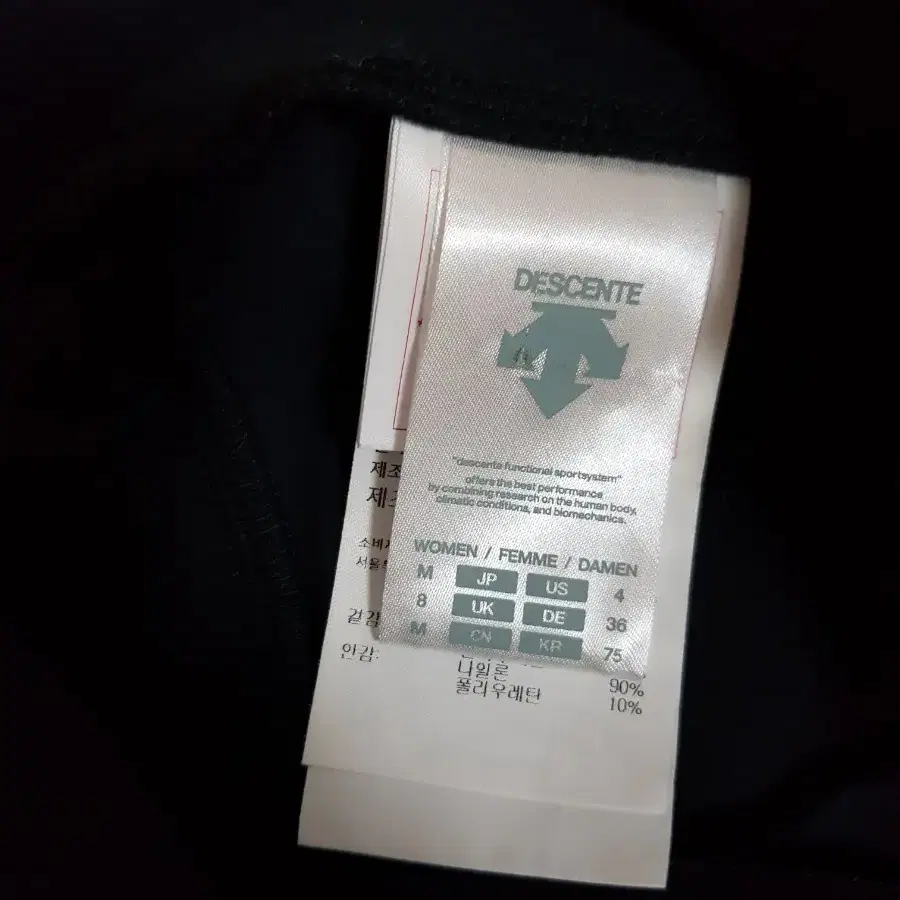 DESCENTE
"descente functional sportsystem"
offers the best performance
by combining research on the human body,
climatic conditions, and biomechanics.
WOMEN / FEMME / DAMEN
M JP US 4
8 UK DE 36
M CN KR 75
제조
제조
소비
서울
겉감
안감:
나일론 90%
폴리우레탄 10%